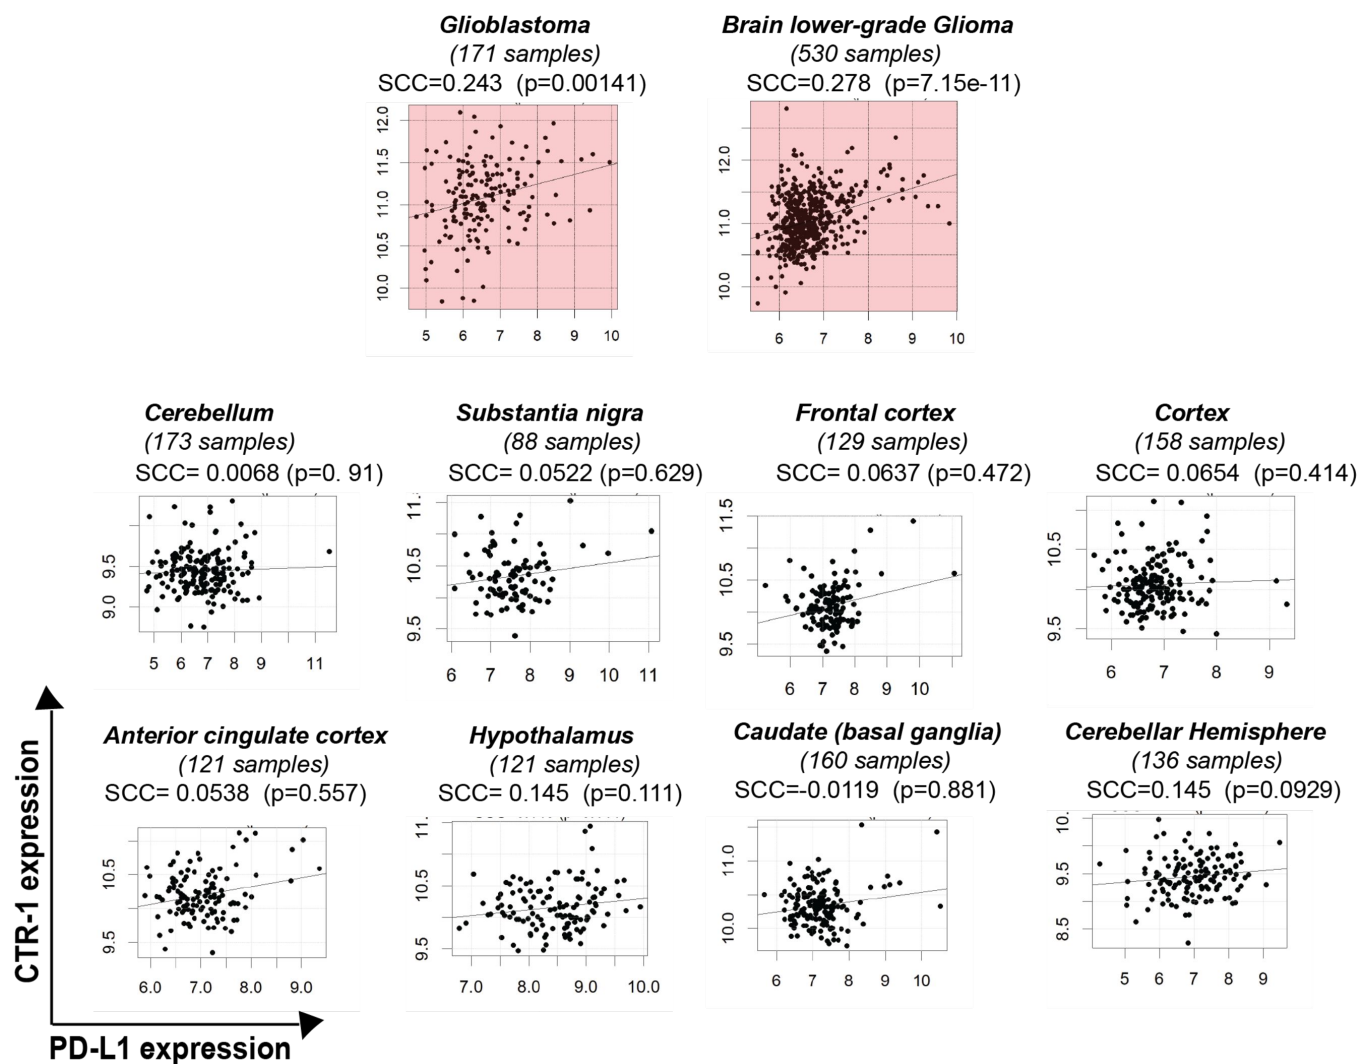 Glioblastoma
(171 samples)
SCC=0.243 (p=0.00141)
12.0
11.5
11.0
10.5
10.0
5 6 7 8 9 10
Brain lower-grade Glioma
(530 samples)
SCC=0.278 (p=7.15e-11)
12.0
11.0
10.0
6 7 8 9 10
Cerebellum
(173 samples)
SCC= 0.0068 (p=0. 91)
9.5
9.0
5 6 7 8 9 11
Substantia nigra
(88 samples)
SCC= 0.0522 (p=0.629)
11.
10.5
9.5
6 7 8 9 10 11
Frontal cortex
(129 samples)
SCC= 0.0637 (p=0.472)
11.5
10.5
9.5
6 7 8 9 10
Cortex
(158 samples)
SCC= 0.0654 (p=0.414)
10.5
9.5
6 7 8 9
Anterior cingulate cortex
(121 samples)
SCC= 0.0538 (p=0.557)
10.5
9.5
6.0 7.0 8.0 9.0
Hypothalamus
(121 samples)
SCC= 0.145 (p=0.111)
11.
10.5
9.5
7.0 8.0 9.0 10.0
Caudate (basal ganglia)
(160 samples)
SCC=-0.0119 (p=0.881)
11.0
10.0
6 7 8 9 10
Cerebellar Hemisphere
(136 samples)
SCC=0.145 (p=0.0929)
10.
9.5
8.5
5 6 7 8 9
CTR-1 expression
PD-L1 expression